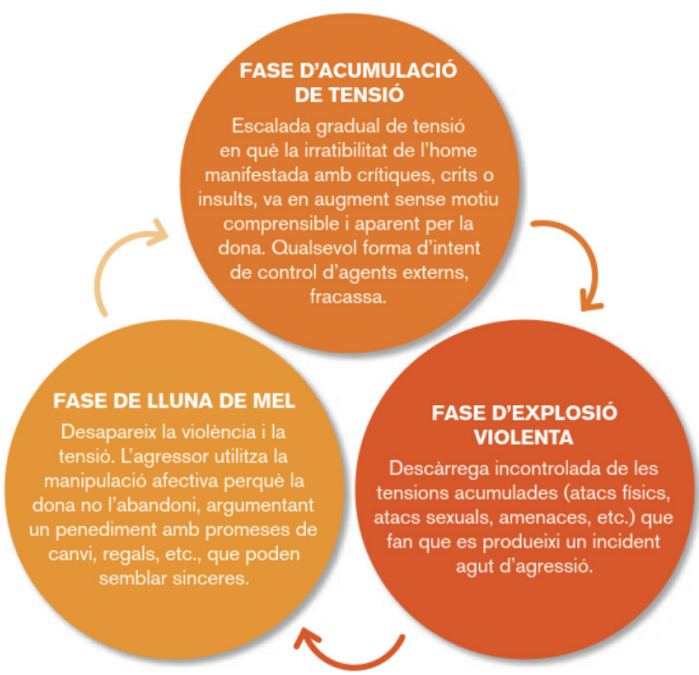 FASE D'ACUMULACIÓ
DE TENSIÓ
Escalada gradual de tensió
en què la irratibilitat de l'home
manifestada amb crítiques, crits o
insults, va en augment sense motiu
comprensible i aparent per la
dona. Qualsevol forma d'intent
de control d'agents externs,
fracassa.
FASE D'EXPLOSIÓ
VIOLENTA
Descàrrega incontrolada de les
tensions acumulades (atacs físics,
atacs sexuals, amenaces, etc.) que
fan que es produeixi un incident
agut d'agressió.
FASE DE LLUNA DE MEL
Desapareix la violència i la
tensió. L'agressor utilitza la
manipulació afectiva perquè la
dona no l'abandoni, argumentant
un penediment amb promeses de
canvi, regals, etc., que poden
semblar sinceres.